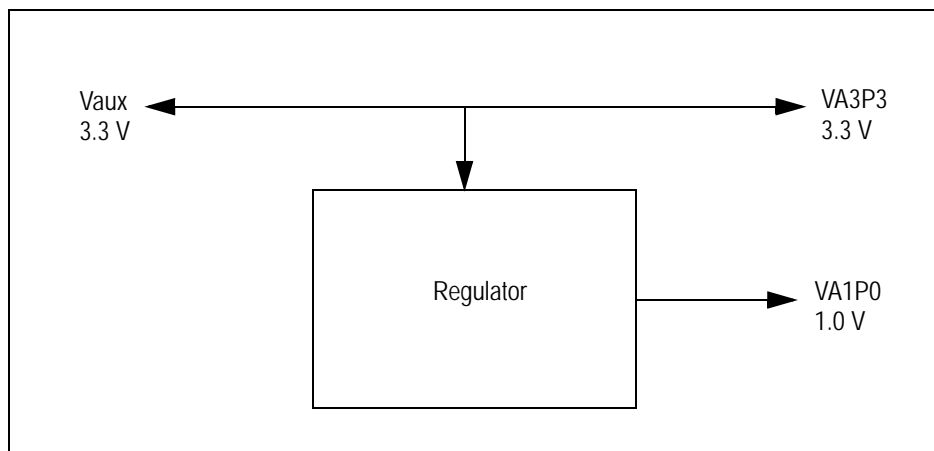 Vaux
3.3 V
VA3P3
3.3 V
Regulator
VA1P0
1.0 V